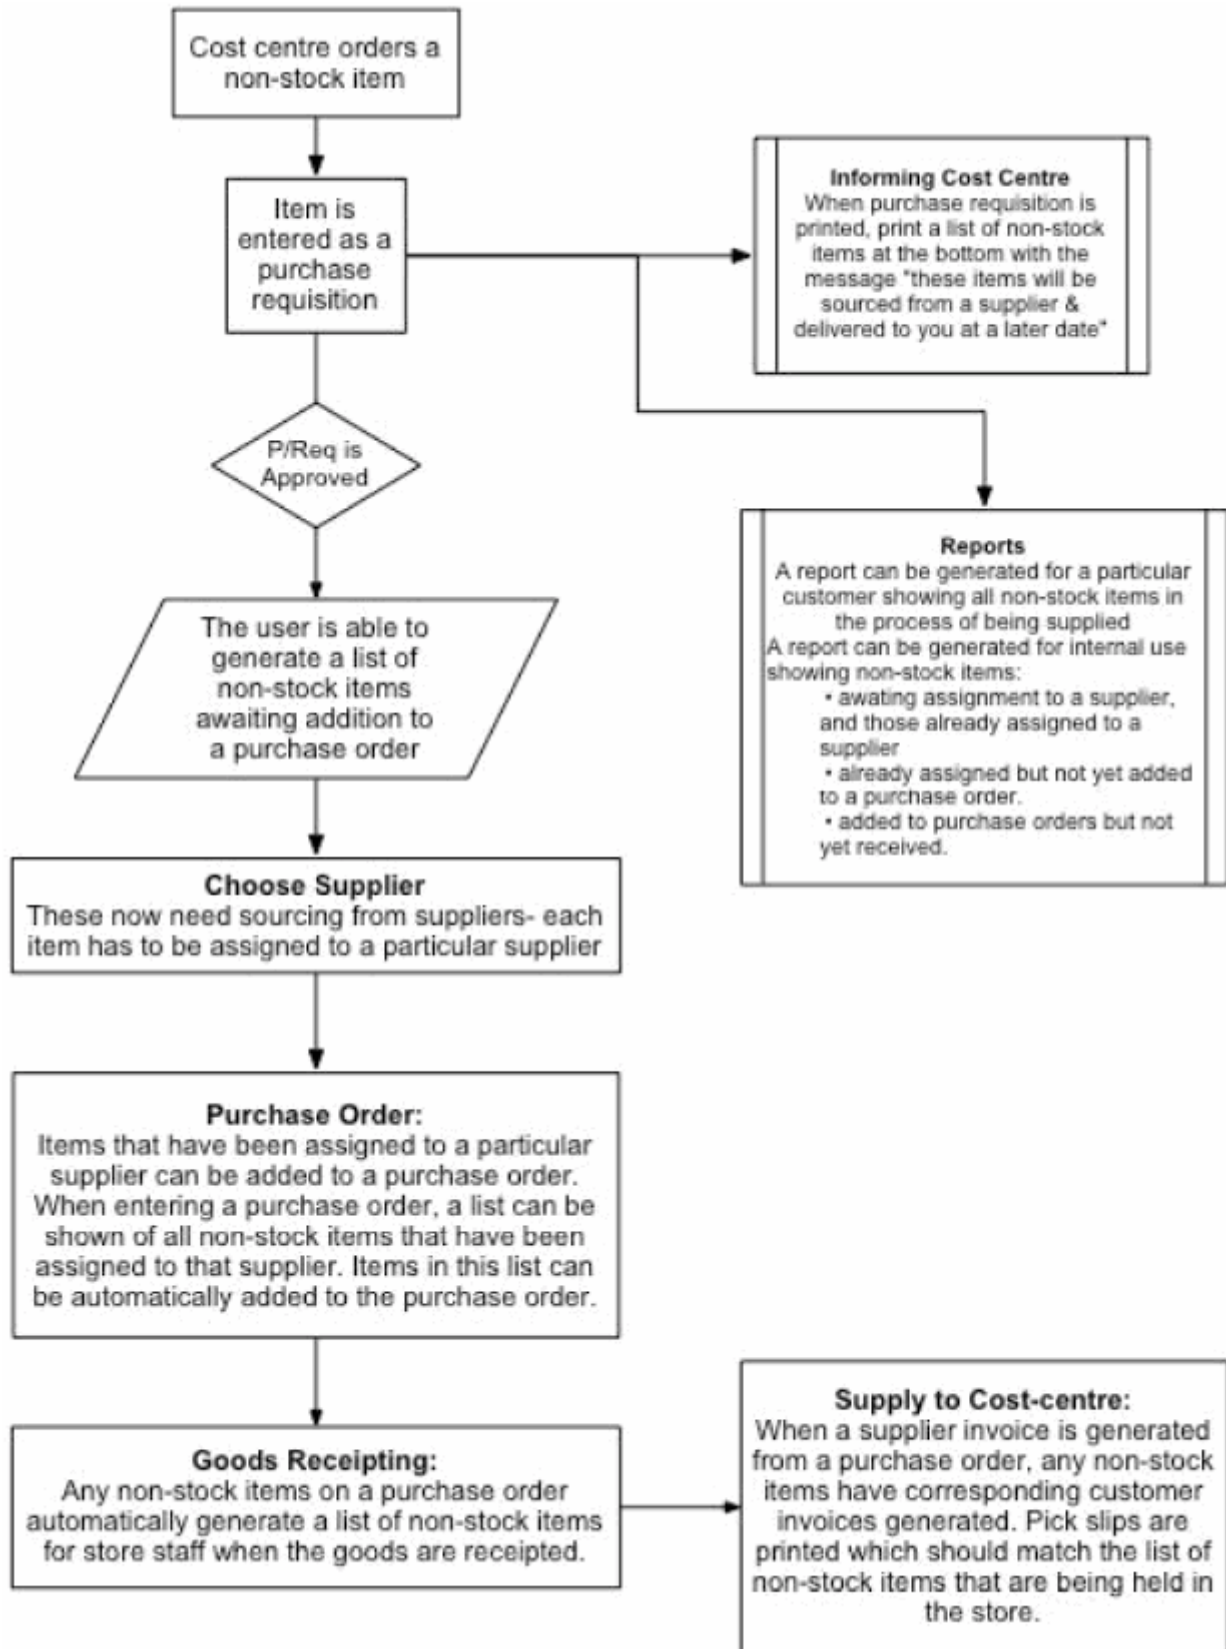 Cost centre orders a
non-stock item
Item is
entered as a
purchase
requisition
Informing Cost Centre
When purchase requisition is
printed, print a list of non-stock
items at the bottom with the
message "these items will be
sourced from a supplier &
delivered to you at a later date"
P/Req is
Approved
Reports
A report can be generated for a particular
customer showing all non-stock items in
the process of being supplied
A report can be generated for internal use
showing non-stock items:
• awating assignment to a supplier,
and those already assigned to a
supplier
• already assigned but not yet added
to a purchase order.
• added to purchase orders but not
yet received.
The user is able to
generate a list of
non-stock items
awaiting addition to
a purchase order
Choose Supplier
These now need sourcing from suppliers- each
item has to be assigned to a particular supplier
Purchase Order:
Items that have been assigned to a particular
supplier can be added to a purchase order.
When entering a purchase order, a list can be
shown of all non-stock items that have been
assigned to that supplier. Items in this list can
be automatically added to the purchase order.
Goods Receipting:
Any non-stock items on a purchase order
automatically generate a list of non-stock items
for store staff when the goods are receipted.
Supply to Cost-centre:
When a supplier invoice is generated
from a purchase order, any non-stock
items have corresponding customer
invoices generated. Pick slips are
printed which should match the list of
non-stock items that are being held in
the store.